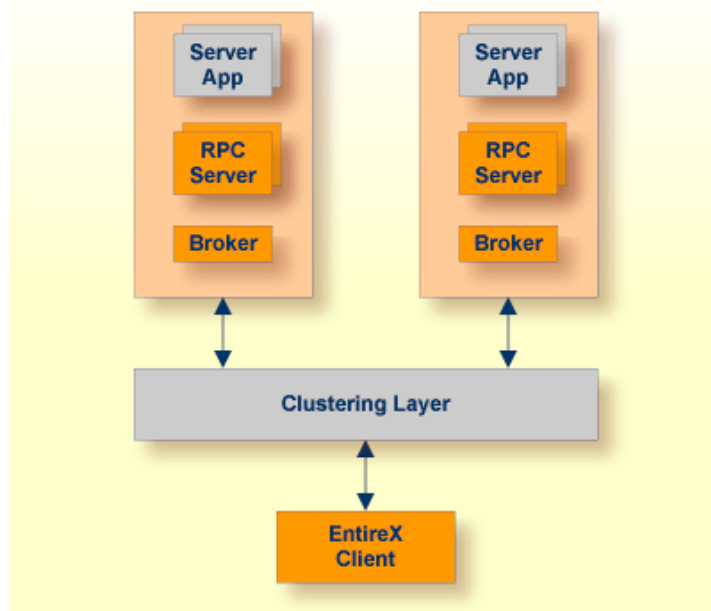 Server
App
RPC
Server
Broker
Server
App
RPC
Server
Broker
Clustering Layer
EntireX
Client